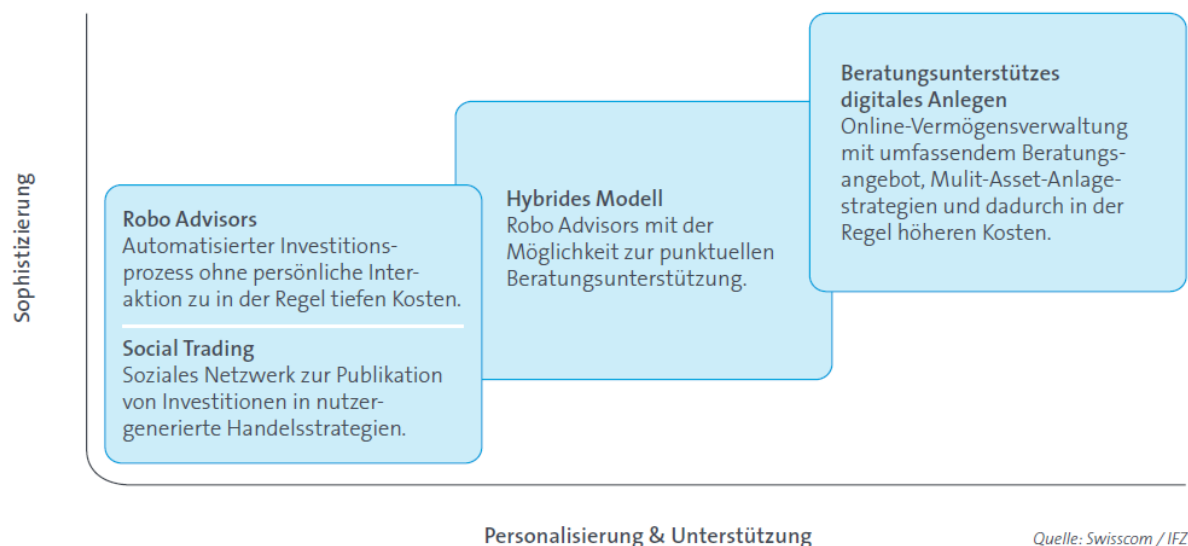 Sophistizierung
Robo Advisors
Automatisierter Investitions-
prozess ohne persönliche Inter-
aktion zu in der Regel tiefen Kosten.
Social Trading
Soziales Netzwerk zur Publikation
von Investitionen in nutzer-
generierte Handelsstrategien.
Hybrides Modell
Robo Advisors mit der
Möglichkeit zur punktuellen
Beratungsunterstützung.
Beratungsunterstützes
digitales Anlegen
Online-Vermögensverwaltung
mit umfassendem Beratungs-
angebot, Mulit-Asset-Anlage-
strategien und dadurch in der
Regel höheren Kosten.
Personalisierung & Unterstützung
Quelle: Swisscom / IFZ